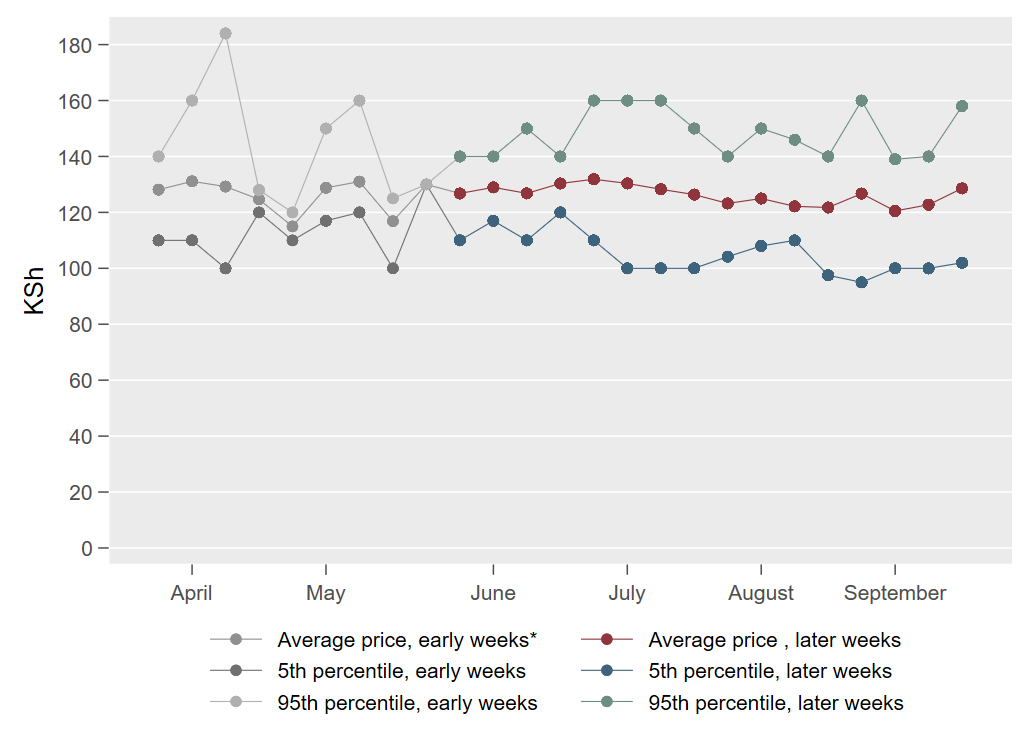 180
160
140
120
100
80
60
40
20
0
KSh
April May June July August September
Average price, early weeks* Average price , later weeks
5th percentile, early weeks 5th percentile, later weeks
95th percentile, early weeks 95th percentile, later weeks